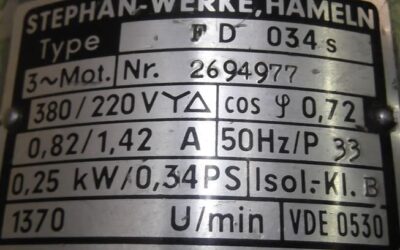 STEPHAN-WERKE, HAMELN
Type FD 034 s
3~Mot. Nr. 2694977
380/220 V Y△ cos φ 0,72
0,82/1,42 A 50Hz/P 33
0,25 kW/0,34PS Isol.-Kl. B
1370 U/min VDE 0530